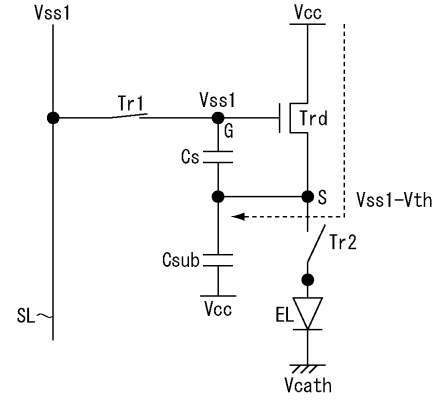 Vss1
Vcc
Tr1
Vss1
G
Trd
Cs
S
Vss1-Vth
Tr2
Csub
Vcc
SL
EL
Vcath